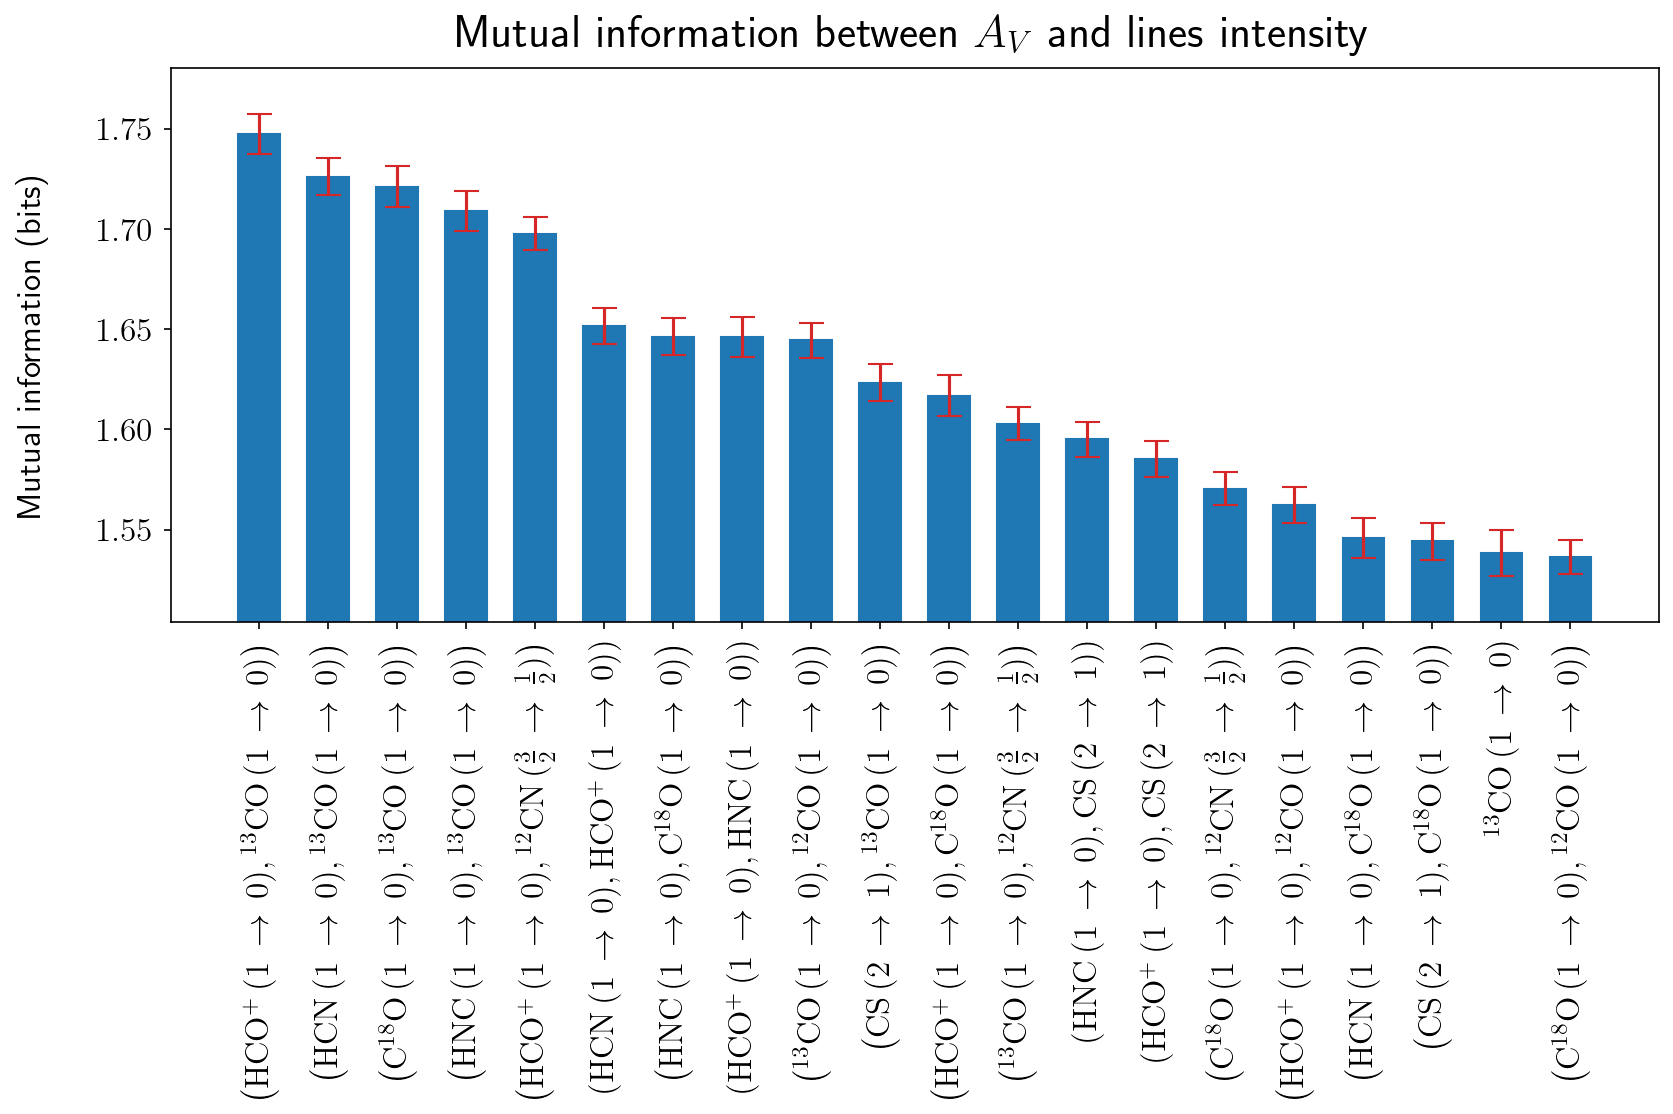 Mutual information between A_V and lines intensity
Mutual information (bits)
1.75
1.70
1.65
1.60
1.55
(HCO⁺ (1 → 0), ¹³CO (1 → 0))
(HCN (1 → 0), ¹³CO (1 → 0))
(C¹⁸O (1 → 0), ¹³CO (1 → 0))
(HNC (1 → 0), ¹³CO (1 → 0))
(HCO⁺ (1 → 0), ¹²CN (3/2 → 1/2))
(HCN (1 → 0), HCO⁺ (1 → 0))
(HNC (1 → 0), C¹⁸O (1 → 0))
(HCO⁺ (1 → 0), HNC (1 → 0))
(¹³CO (1 → 0), ¹²CO (1 → 0))
(CS (2 → 1), ¹³CO (1 → 0))
(HCO⁺ (1 → 0), C¹⁸O (1 → 0))
(¹³CO (1 → 0), ¹²CN (3/2 → 1/2))
(HNC (1 → 0), CS (2 → 1))
(HCO⁺ (1 → 0), CS (2 → 1))
(C¹⁸O (1 → 0), ¹²CN (3/2 → 1/2))
(HCO⁺ (1 → 0), ¹²CO (1 → 0))
(HCN (1 → 0), C¹⁸O (1 → 0))
(CS (2 → 1), C¹⁸O (1 → 0))
¹³CO (1 → 0)
(C¹⁸O (1 → 0), ¹²CO (1 → 0))